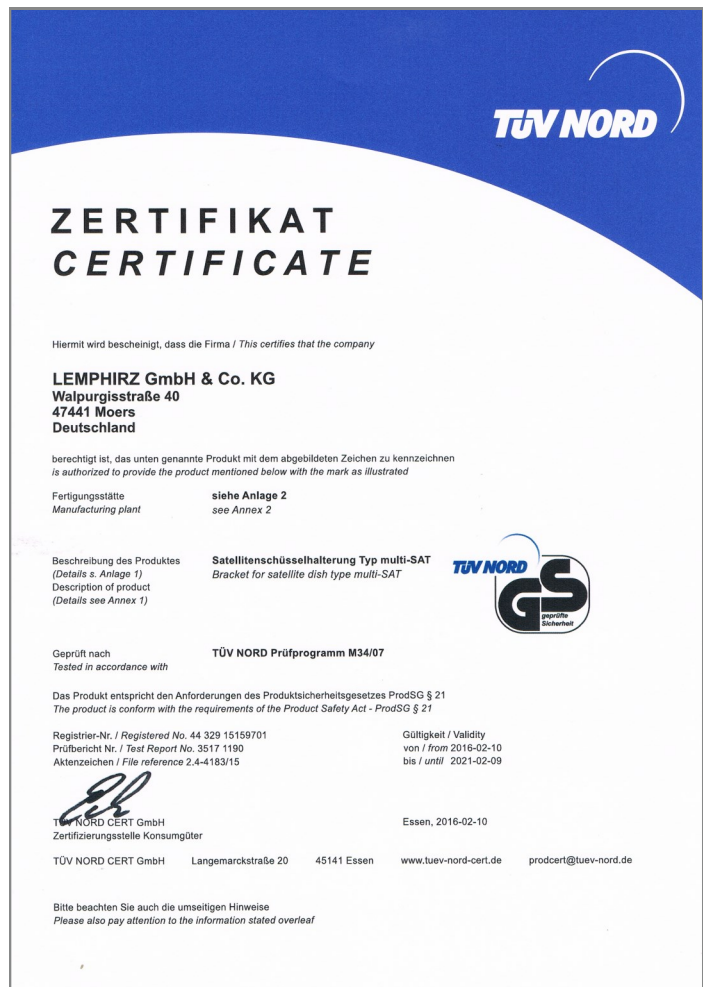 TÜV NORD
ZERTIFIKAT
CERTIFICATE
Hiermit wird bescheinigt, dass die Firma / This certifies that the company
LEMPHIRZ GmbH & Co. KG
Walpurgisstraße 40
47441 Moers
Deutschland
berechtigt ist, das unten genannte Produkt mit dem abgebildeten Zeichen zu kennzeichnen
is authorized to provide the product mentioned below with the mark as illustrated
Fertigungsstätte siehe Anlage 2
Manufacturing plant see Annex 2
Beschreibung des Produktes Satellitenschüsselhalterung Typ multi-SAT
(Details s. Anlage 1) Bracket for satellite dish type multi-SAT
Description of product
(Details see Annex 1)
TÜV NORD
GS
geprüfte
Sicherheit
Geprüft nach TÜV NORD Prüfprogramm M34/07
Tested in accordance with
Das Produkt entspricht den Anforderungen des Produktsicherheitsgesetzes ProdSG § 21
The product is conform with the requirements of the Product Safety Act - ProdSG § 21
Registrier-Nr. / Registered No. 44 329 15159701 Gültigkeit / Validity
Prüfbericht Nr. / Test Report No. 3517 1190 von / from 2016-02-10
Aktenzeichen / File reference 2.4-4183/15 bis / until 2021-02-09
TÜV NORD CERT GmbH Essen, 2016-02-10
Zertifizierungsstelle Konsumgüter
TÜV NORD CERT GmbH Langemarckstraße 20 45141 Essen www.tuev-nord-cert.de prodcert@tuev-nord.de
Bitte beachten Sie auch die umseitigen Hinweise
Please also pay attention to the information stated overleaf